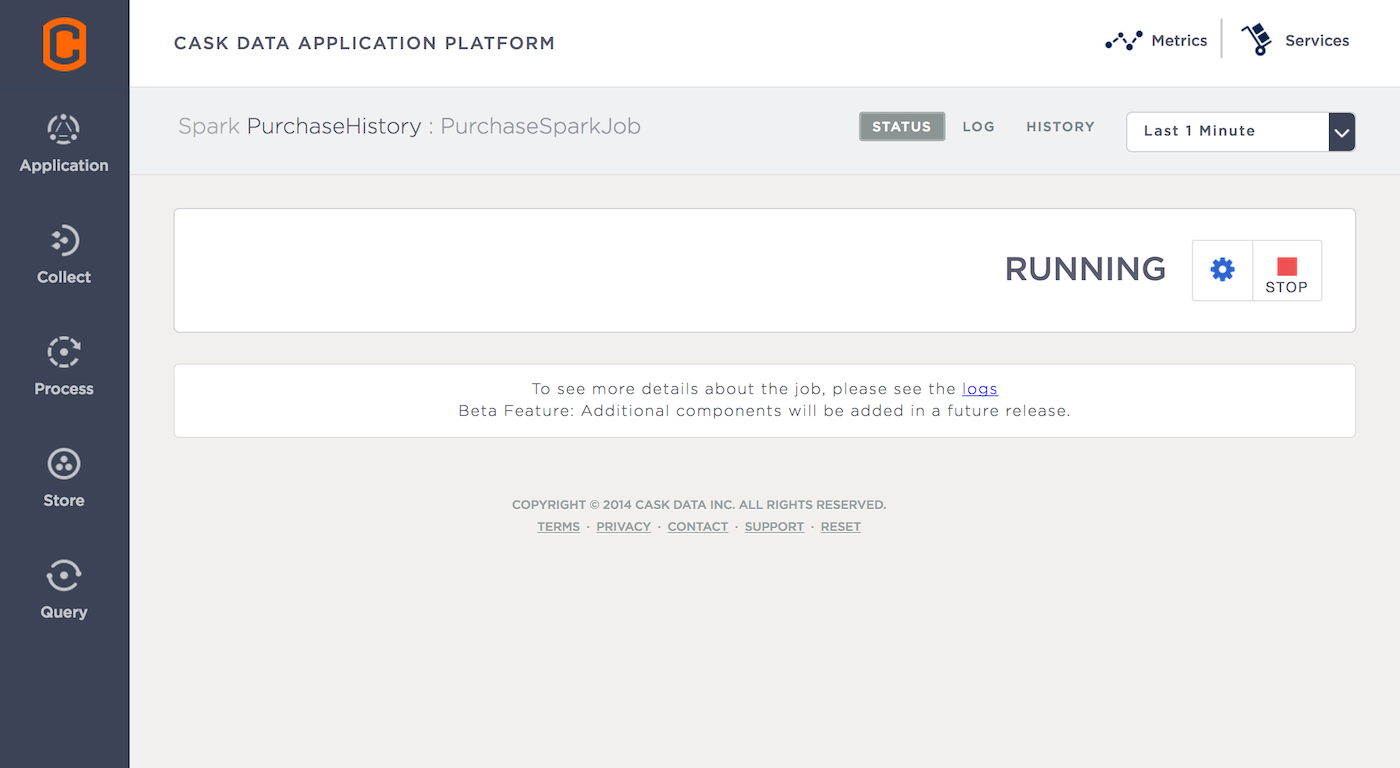 CASK DATA APPLICATION PLATFORM
Metrics
Services
Application
Collect
Process
Store
Query
Spark PurchaseHistory : PurchaseSparkJob
STATUS
LOG
HISTORY
Last 1 Minute
RUNNING
STOP
To see more details about the job, please see the logs
Beta Feature: Additional components will be added in a future release.
COPYRIGHT © 2014 CASK DATA INC. ALL RIGHTS RESERVED.
TERMS · PRIVACY · CONTACT · SUPPORT · RESET